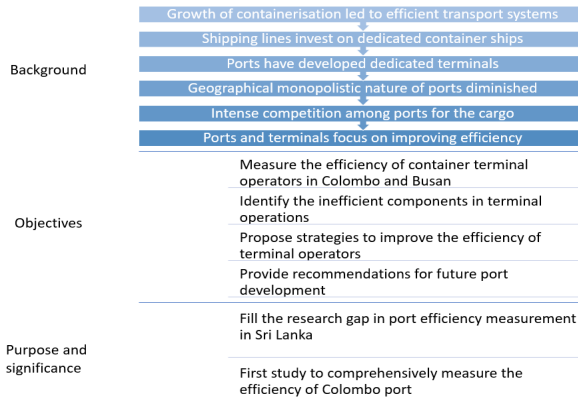 Growth of containerisation led to efficient transport systems
Shipping lines invest on dedicated container ships
Background
Ports have developed dedicated terminals
Geographical monopolistic nature of ports diminished
Intense competition among ports for the cargo
Ports and terminals focus on improving efficiency
Objectives
Measure the efficiency of container terminal
operators in Colombo and Busan
Identify the inefficient components in terminal
operations
Propose strategies to improve the efficiency of
terminal operators
Provide recommendations for future port
development
Purpose and
significance
Fill the research gap in port efficiency measurement
in Sri Lanka
First study to comprehensively measure the
efficiency of Colombo port